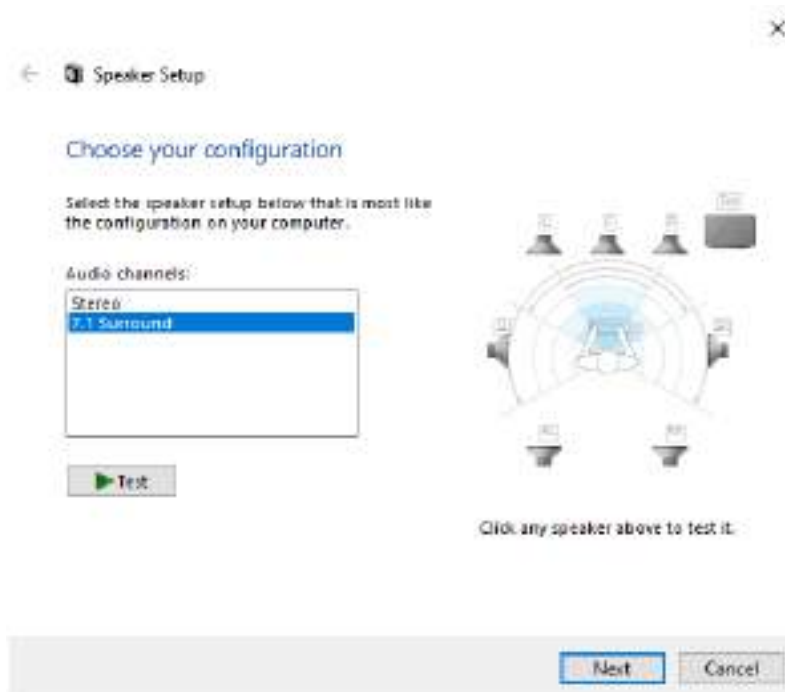 Speaker Setup
Choose your configuration
Select the speaker setup below that is most like
the configuration on your computer.
Audio channels:
Stereo
7.1 Surround
Test
Click any speaker above to test it.
Next
Cancel